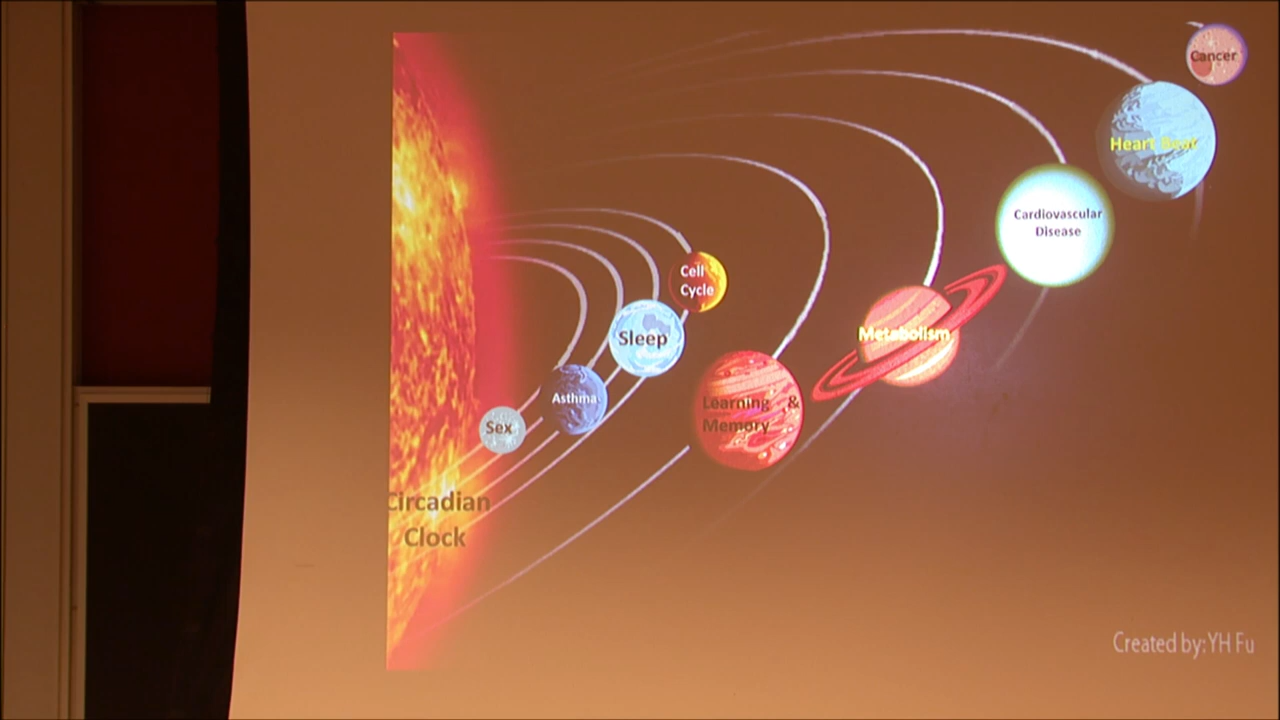 Cancer
Heart Beat
Cardiovascular
Disease
Cell
Cycle
Sleep
Metabolism
Asthma
Learning &
Memory
Sex
Circadian
Clock
Created by: YH Fu